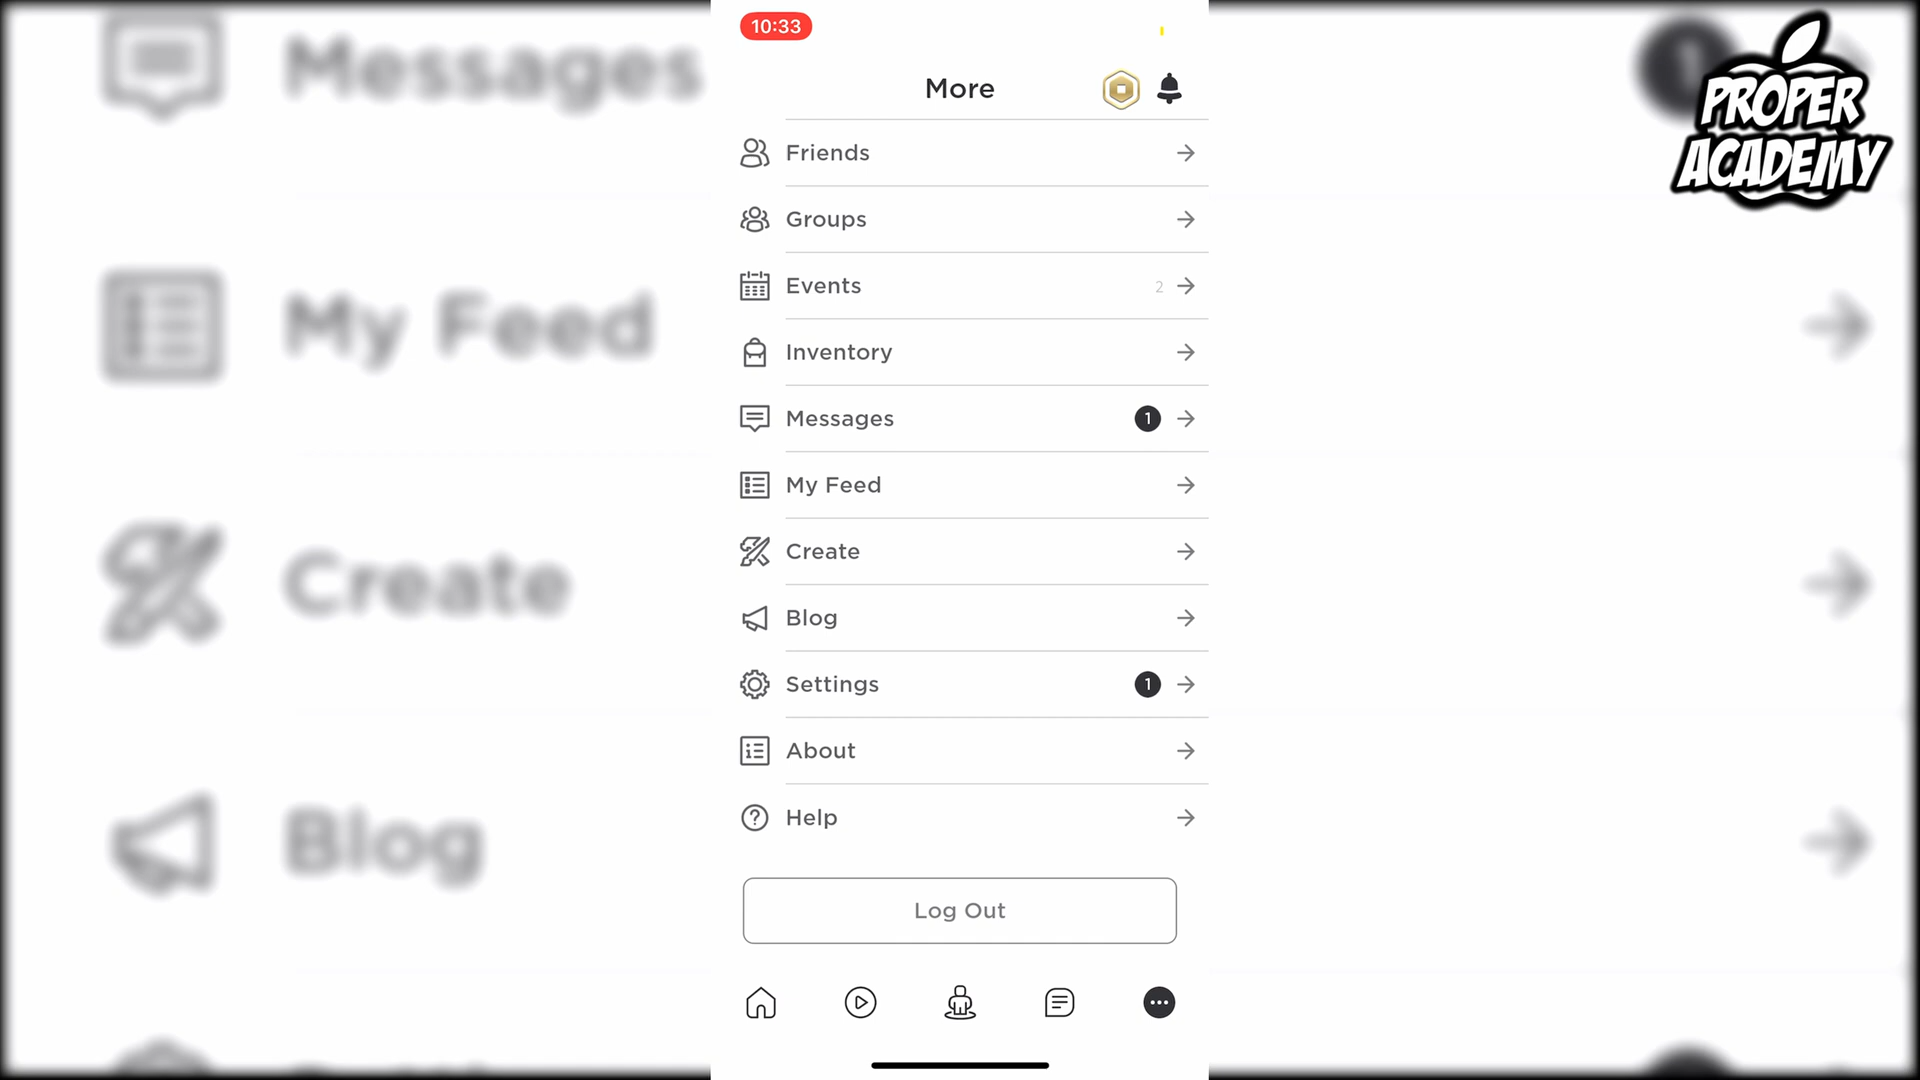 10:33
More
Friends
Groups
Events 2
Inventory
Messages 1
My Feed
Create
Blog
Settings 1
About
Help
Log Out
Messages
My Feed
Create
Blog
PROPER
ACADEMY